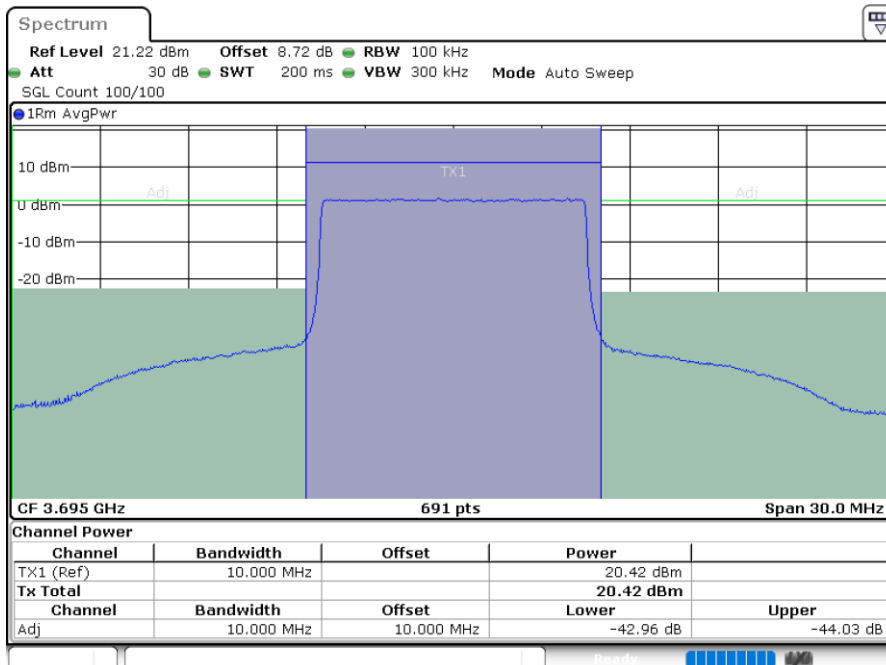 Spectrum
Ref Level 21.22 dBm Offset 8.72 dB RBW 100 kHz
Att 30 dB SWT 200 ms VBW 300 kHz Mode Auto Sweep
SGL Count 100/100
1Rm AvgPwr
10 dBm
TX1
Adj Adj
0 dBm
-10 dBm
-20 dBm
CF 3.695 GHz 691 pts Span 30.0 MHz
Channel Power
Channel Bandwidth Offset Power
TX1 (Ref) 10.000 MHz 20.42 dBm
Tx Total 20.42 dBm
Channel Bandwidth Offset Lower Upper
Adj 10.000 MHz 10.000 MHz -42.96 dB -44.03 dB
Ready